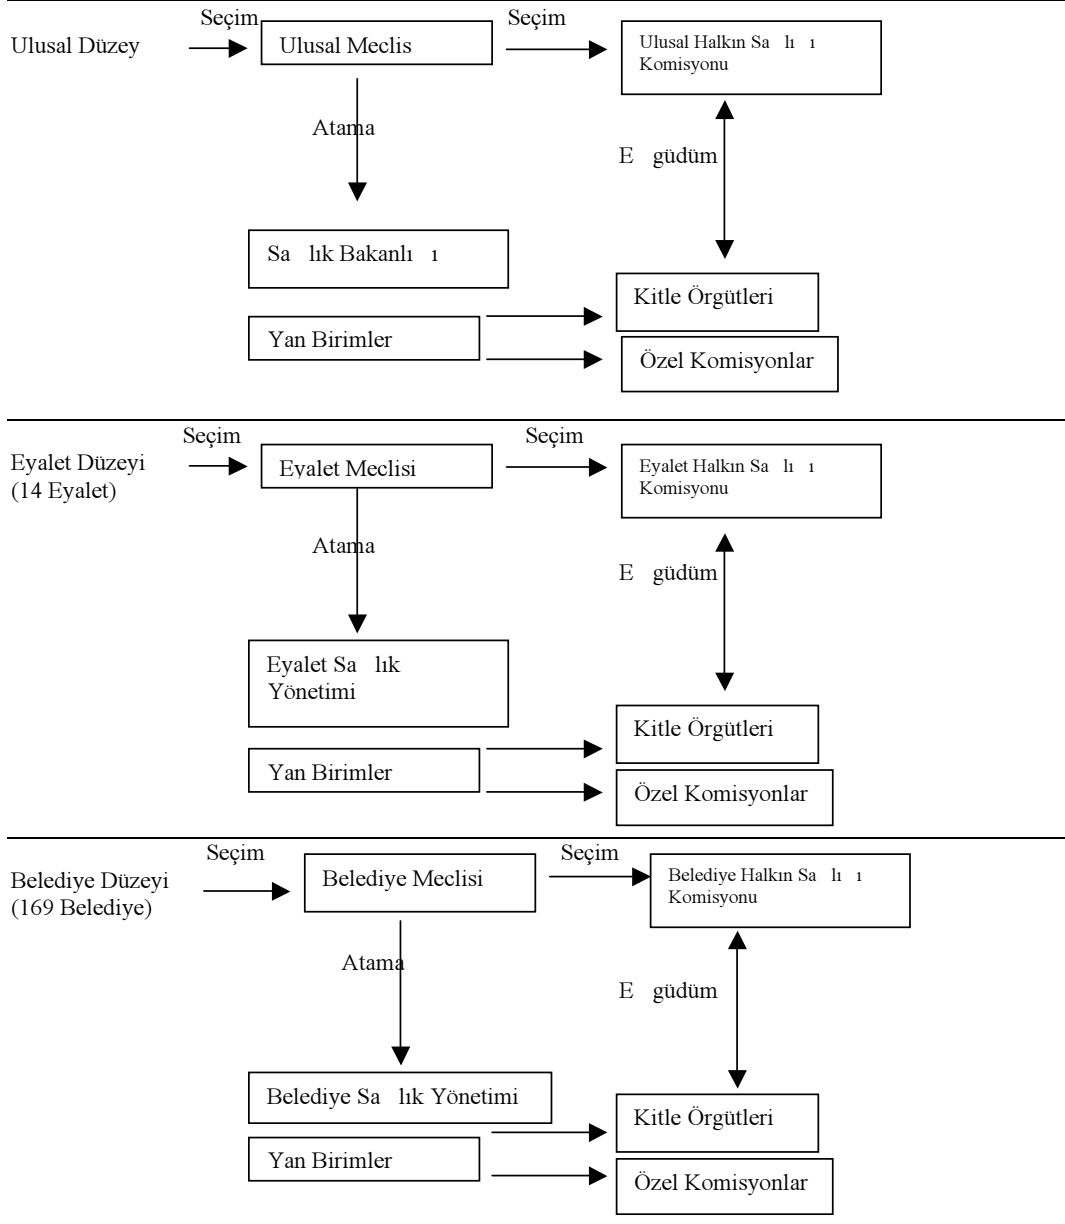 Seçim
Seçim
Ulusal Düzey
Ulusal Meclis
Ulusal Halkın Sa lı ı
Komisyonu
Atama
E güdüm
Sa lık Bakanlı ı
Kitle Örgütleri
Yan Birimler
Özel Komisyonlar
Seçim
Seçim
Eyalet Düzeyi
(14 Eyalet)
Eyalet Meclisi
Eyalet Halkın Sa lı ı
Komisyonu
Atama
E güdüm
Eyalet Sa lık
Yönetimi
Kitle Örgütleri
Yan Birimler
Özel Komisyonlar
Seçim
Seçim
Belediye Düzeyi
(169 Belediye)
Belediye Meclisi
Belediye Halkın Sa lı ı
Komisyonu
Atama
E güdüm
Belediye Sa lık Yönetimi
Kitle Örgütleri
Yan Birimler
Özel Komisyonlar